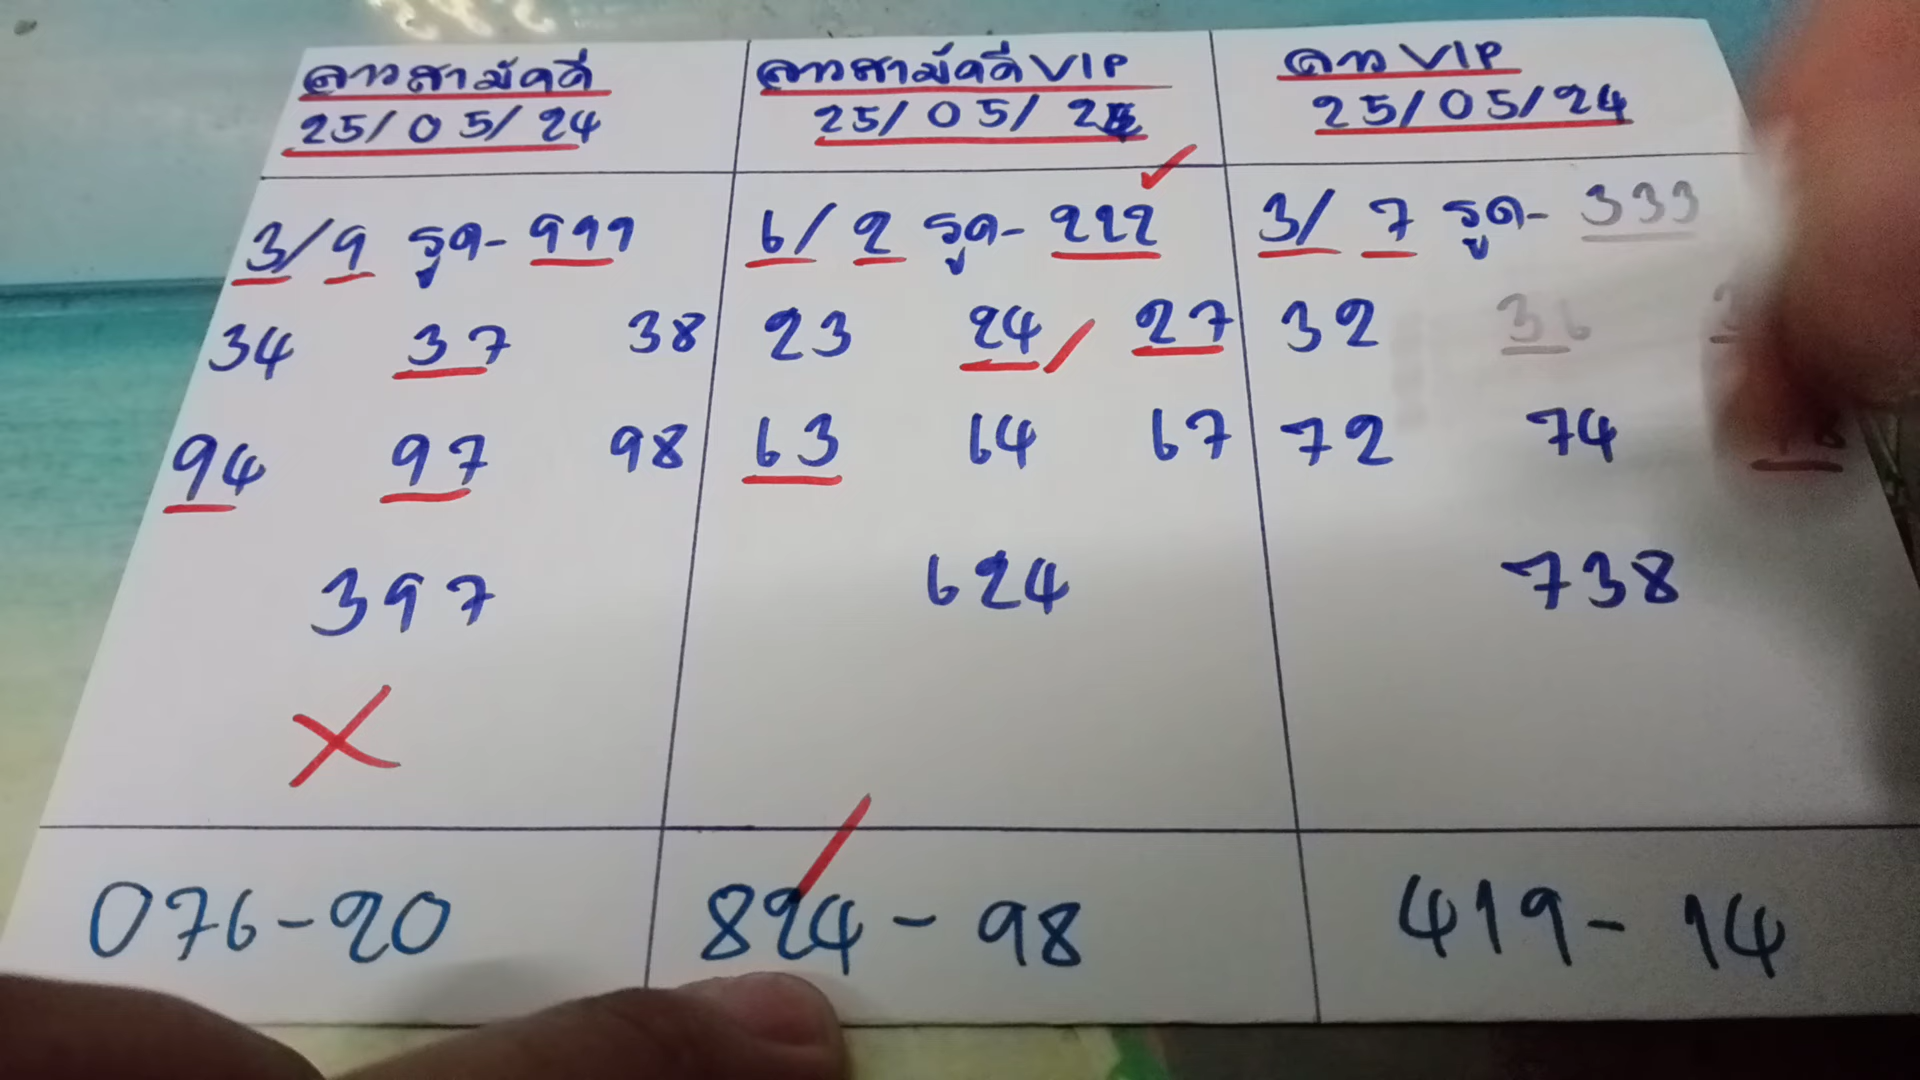 ลาวสามัคคี
25/05/24
3/9 รูด-999
34 37 38
94 97 98
397
076-20
ลาวสามัคคี VIP
25/05/24
6/2 รูด-222
23 24 27
63 64 67
624
824-98
ลาว VIP
25/05/24
3/7 รูด-333
32 36
72 74
738
419-14